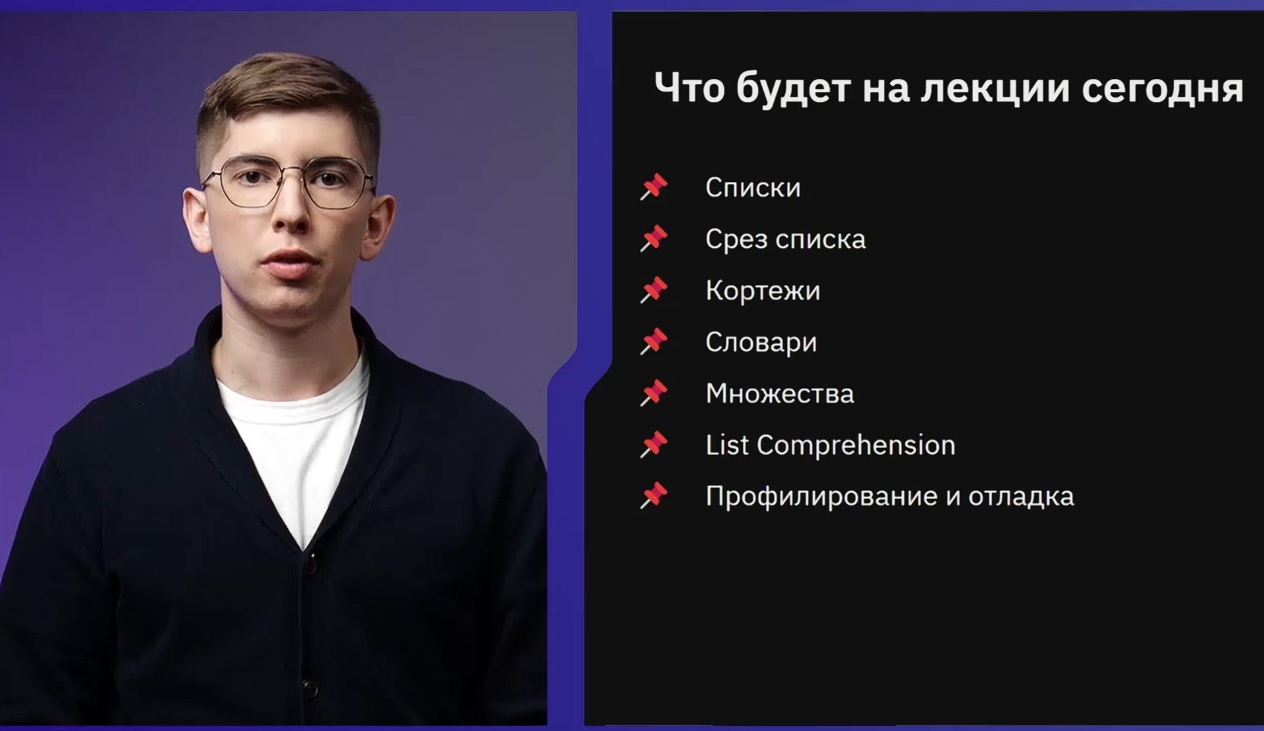 Что будет на лекции сегодня
Списки
Срез списка
Кортежи
Словари
Множества
List Comprehension
Профилирование и отладка